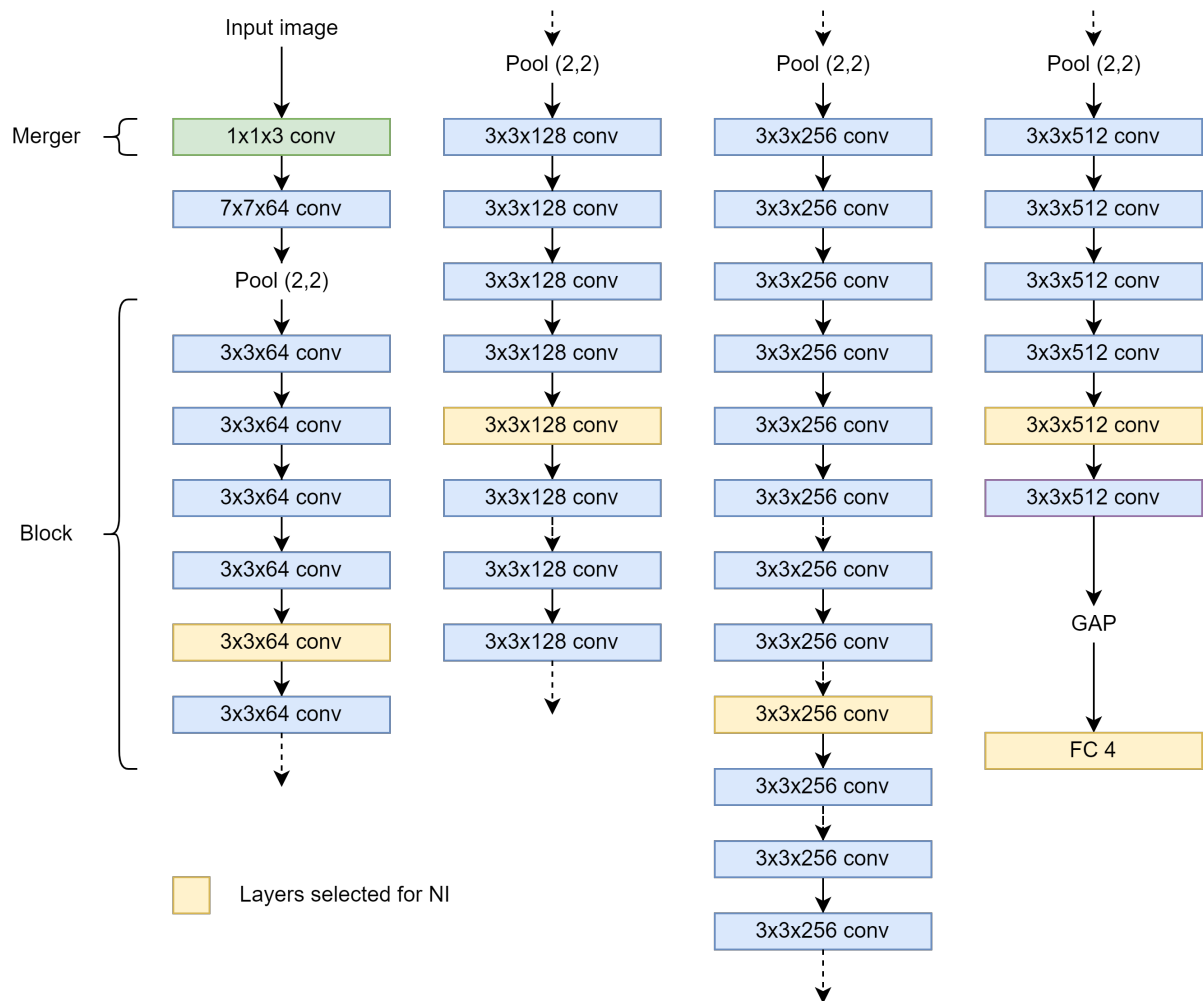 Input image
Merger
1x1x3 conv
7x7x64 conv
Pool (2,2)
Block
3x3x64 conv
3x3x64 conv
3x3x64 conv
3x3x64 conv
3x3x64 conv
3x3x64 conv
Layers selected for NI
Pool (2,2)
3x3x128 conv
3x3x128 conv
3x3x128 conv
3x3x128 conv
3x3x128 conv
3x3x128 conv
3x3x128 conv
3x3x128 conv
Pool (2,2)
3x3x256 conv
3x3x256 conv
3x3x256 conv
3x3x256 conv
3x3x256 conv
3x3x256 conv
3x3x256 conv
3x3x256 conv
3x3x256 conv
3x3x256 conv
3x3x256 conv
3x3x256 conv
Pool (2,2)
3x3x512 conv
3x3x512 conv
3x3x512 conv
3x3x512 conv
3x3x512 conv
3x3x512 conv
GAP
FC 4